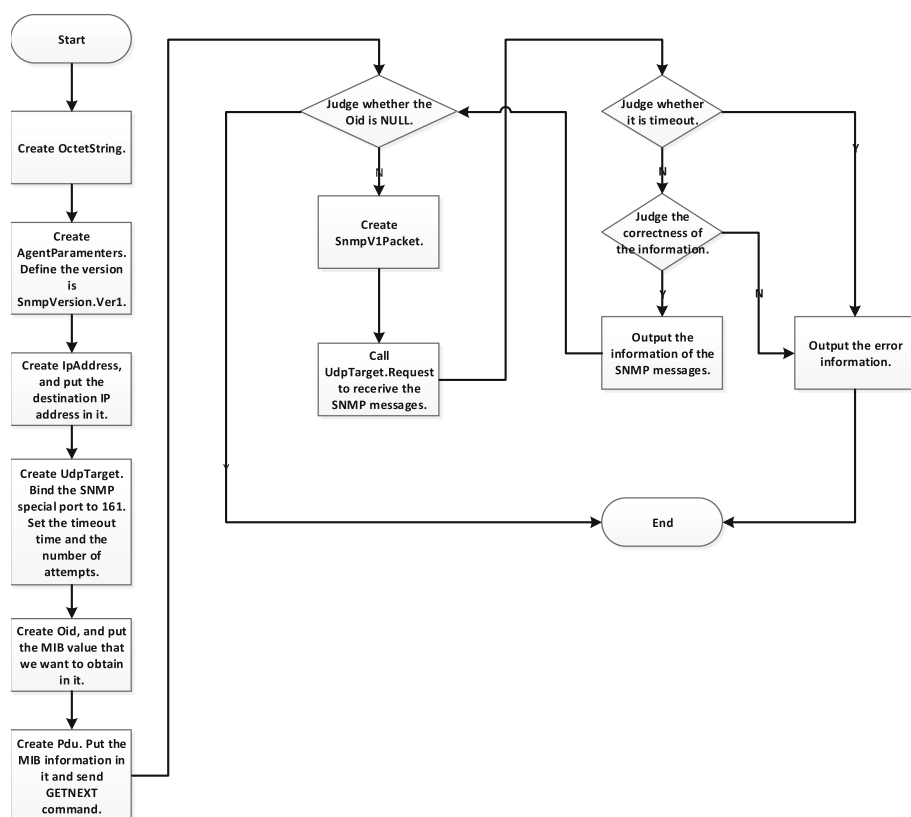 Start
Create OctetString.
Create
AgentParamenters.
Define the version
is
SnmpVersion.Ver1.
Create IpAddress,
and put the
destination IP
address in it.
Create UdpTarget.
Bind the SNMP
special port to 161.
Set the timeout
time and the
number of
attempts.
Create Oid, and put
the MIB value that
we want to obtain
in it.
Create Pdu. Put the
MIB information in
it and send
GETNEXT
command.
Judge whether the
Oid is NULL.
N
Create
SnmpV1Packet.
Call
UdpTarget.Request
to recerive the
SNMP messages.
Y
Judge whether
it is timeout.
Y
N
Judge the
correctness of
the information.
N
Y
Output the
information of the
SNMP messages.
Output the error
information.
End